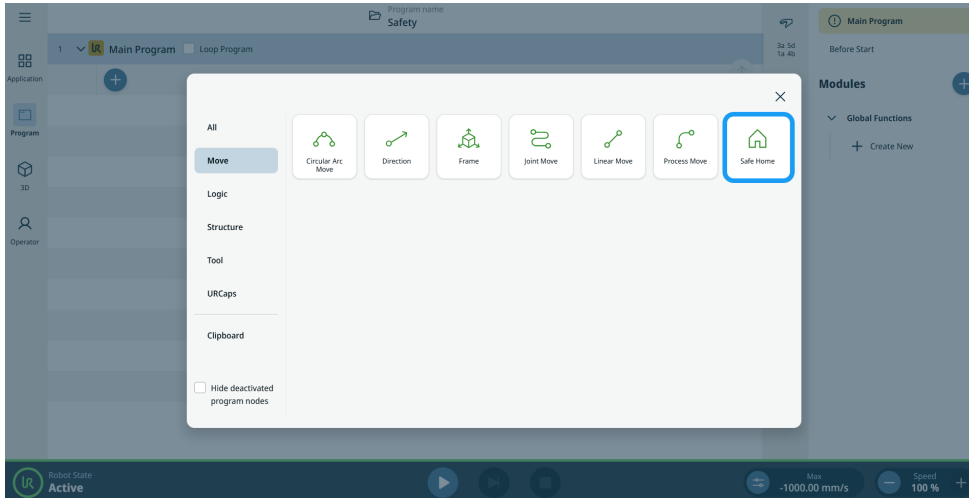 Program name
Safety
1 Main Program Loop Program
Application
Program
3D
Operator
All
Move
Logic
Structure
Tool
URCaps
Clipboard
Hide deactivated
program nodes
Circular Arc
Move
Direction
Frame
Joint Move
Linear Move
Process Move
Safe Home
3a 5d
1a 4b
Main Program
Before Start
Modules
Global Functions
Create New
Robot State
Active
Max
-1000.00 mm/s
Speed
100 %